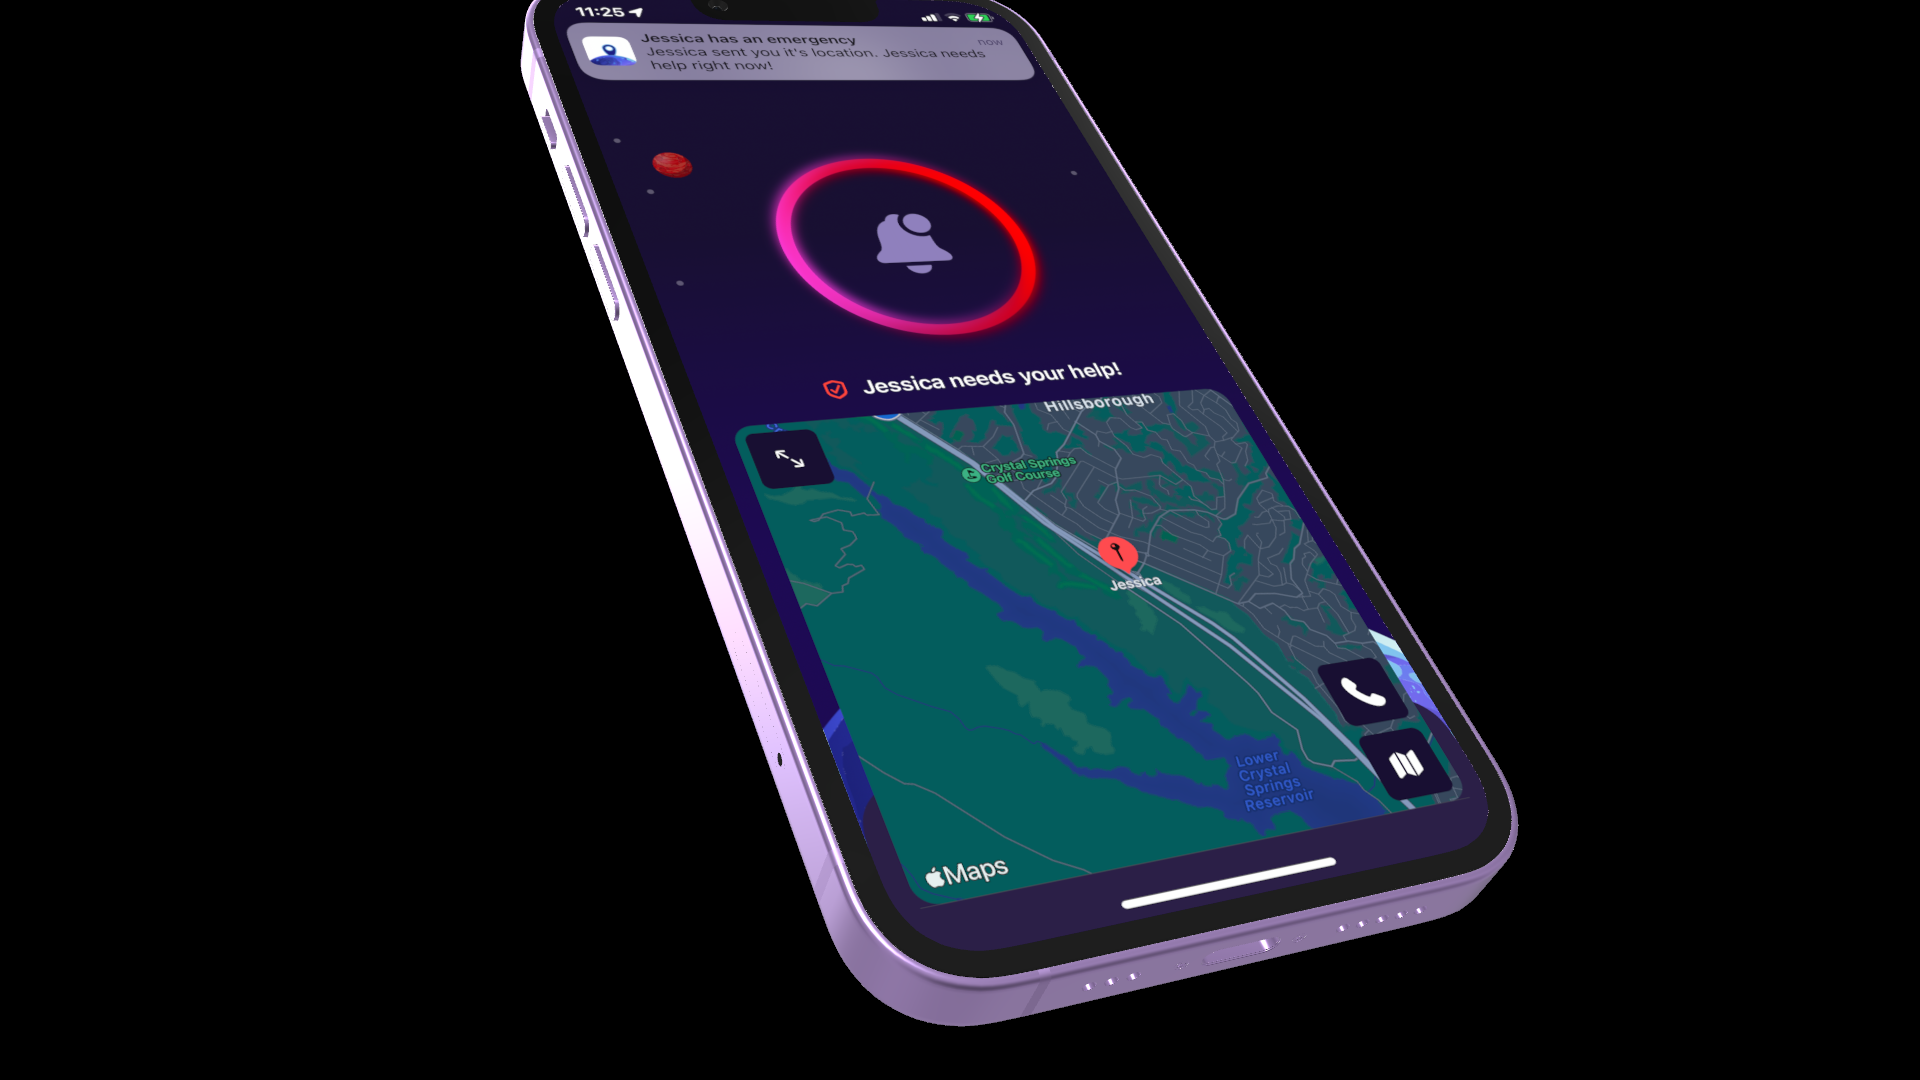 11:25
Jessica has an emergency
now
Jessica sent you it's location. Jessica needs
help right now!
Jessica needs your help!
Hillsborough
Crystal Springs
Golf Course
Jessica
Lower
Crystal
Springs
Reservoir
Maps